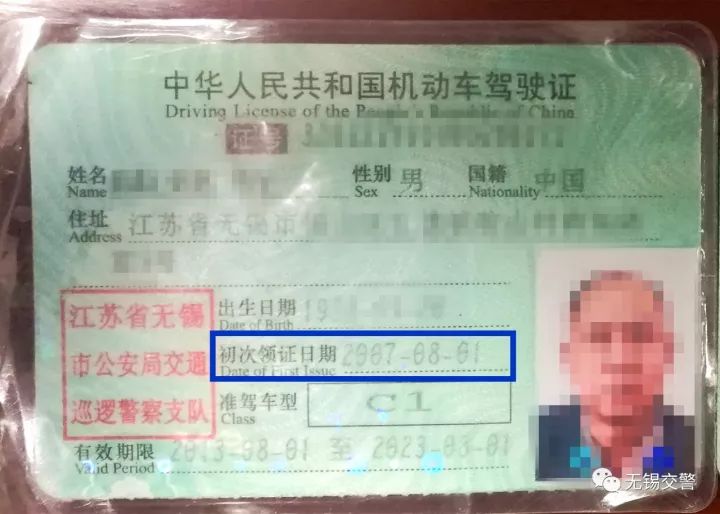 中华人民共和国机动车驾驶证
Driving License of the People's Republic of China
证号
姓名 性别 男 国籍 中国
Name Sex Nationality
住址 江苏省无锡市
Address
江苏省无锡
市公安局交通
巡逻警察支队
出生日期
Date of Birth
初次领证日期 2007-08-01
Date of First Issue
准驾车型 C1
Class
有效期限 2013-08-01 至 2023-03-01
Valid Period
无锡交警